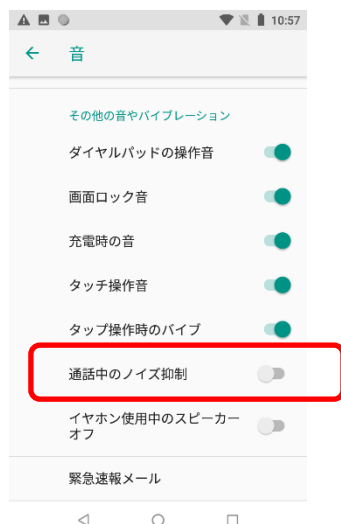 10:57
音
その他の音やバイブレーション
ダイヤルパッドの操作音
画面ロック音
充電時の音
タッチ操作音
タップ操作時のバイブ
通話中のノイズ抑制
イヤホン使用中のスピーカー
オフ
緊急速報メール